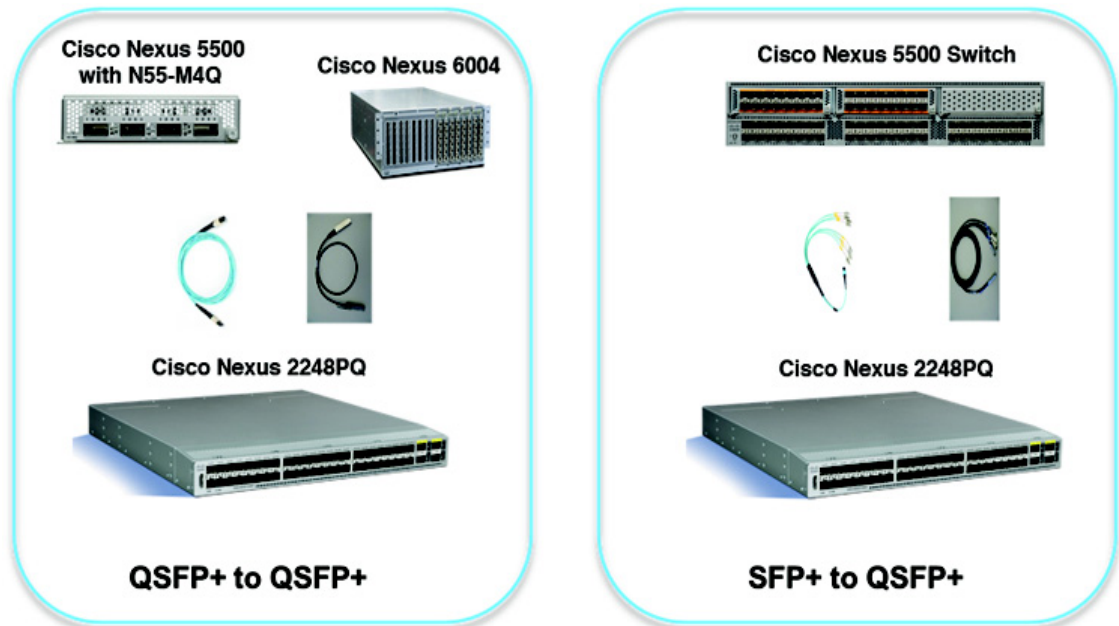 Cisco Nexus 5500
with N55-M4Q
Cisco Nexus 6004
Cisco Nexus 2248PQ
QSFP+ to QSFP+
Cisco Nexus 5500 Switch
Cisco Nexus 2248PQ
SFP+ to QSFP+